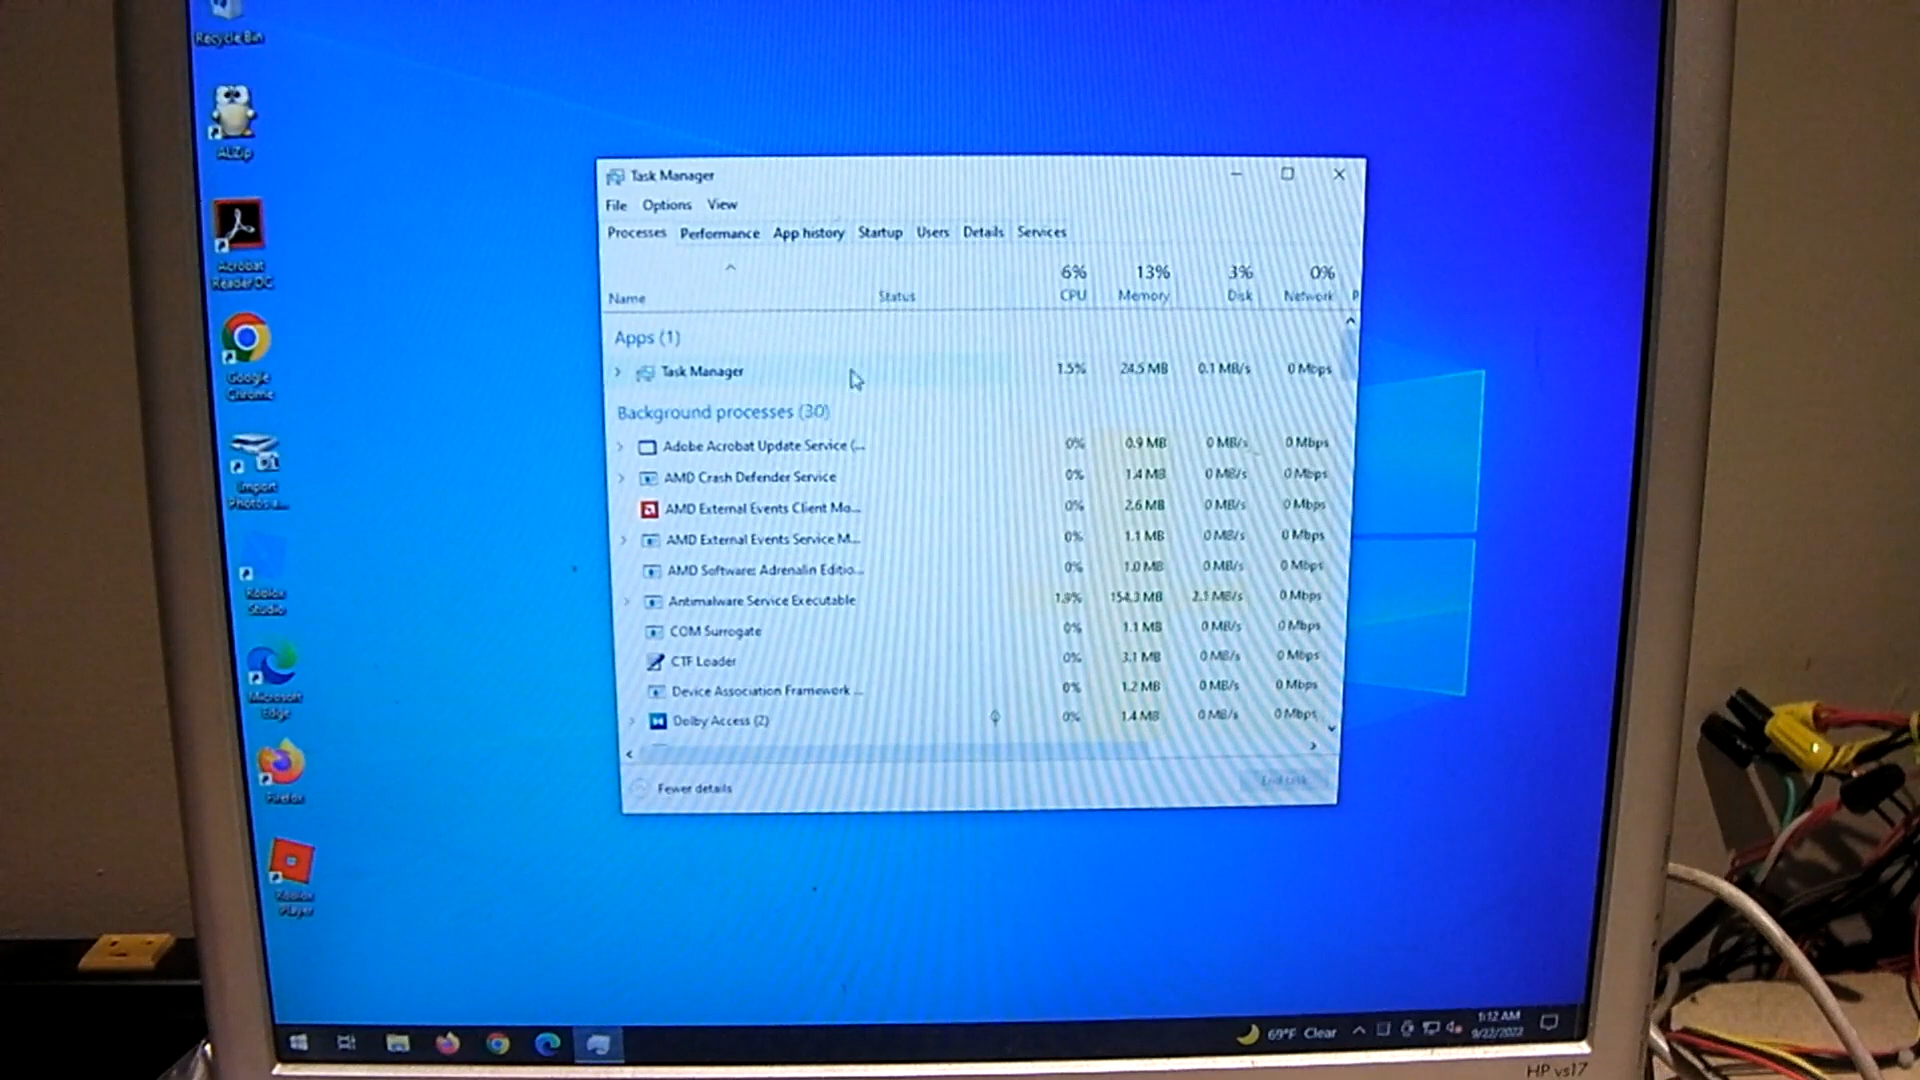 Recycle Bin
ALZip
Acrobat
Reader DC
Google
Chrome
Import
Photos a...
Roblox
Studio
Microsoft
Edge
Firefox
Roblox
Player
Task Manager
File Options View
Processes Performance App history Startup Users Details Services
6% 13% 3% 0%
Name Status CPU Memory Disk Network P
Apps (1)
Task Manager 1.5% 24.5 MB 0.1 MB/s 0 Mbps
Background processes (30)
Adobe Acrobat Update Service (... 0% 0.9 MB 0 MB/s 0 Mbps
AMD Crash Defender Service 0% 1.4 MB 0 MB/s 0 Mbps
AMD External Events Client Mo... 0% 2.6 MB 0 MB/s 0 Mbps
AMD External Events Service M... 0% 1.1 MB 0 MB/s 0 Mbps
AMD Software: Adrenalin Editio... 0% 1.0 MB 0 MB/s 0 Mbps
Antimalware Service Executable 1.9% 154.3 MB 2.1 MB/s 0 Mbps
COM Surrogate 0% 1.1 MB 0 MB/s 0 Mbps
CTF Loader 0% 3.1 MB 0 MB/s 0 Mbps
Device Association Framework ... 0% 1.2 MB 0 MB/s 0 Mbps
Dolby Access (2) 0% 1.4 MB 0 MB/s 0 Mbps
Fewer details End task
69°F Clear
1:12 AM
HP vs17